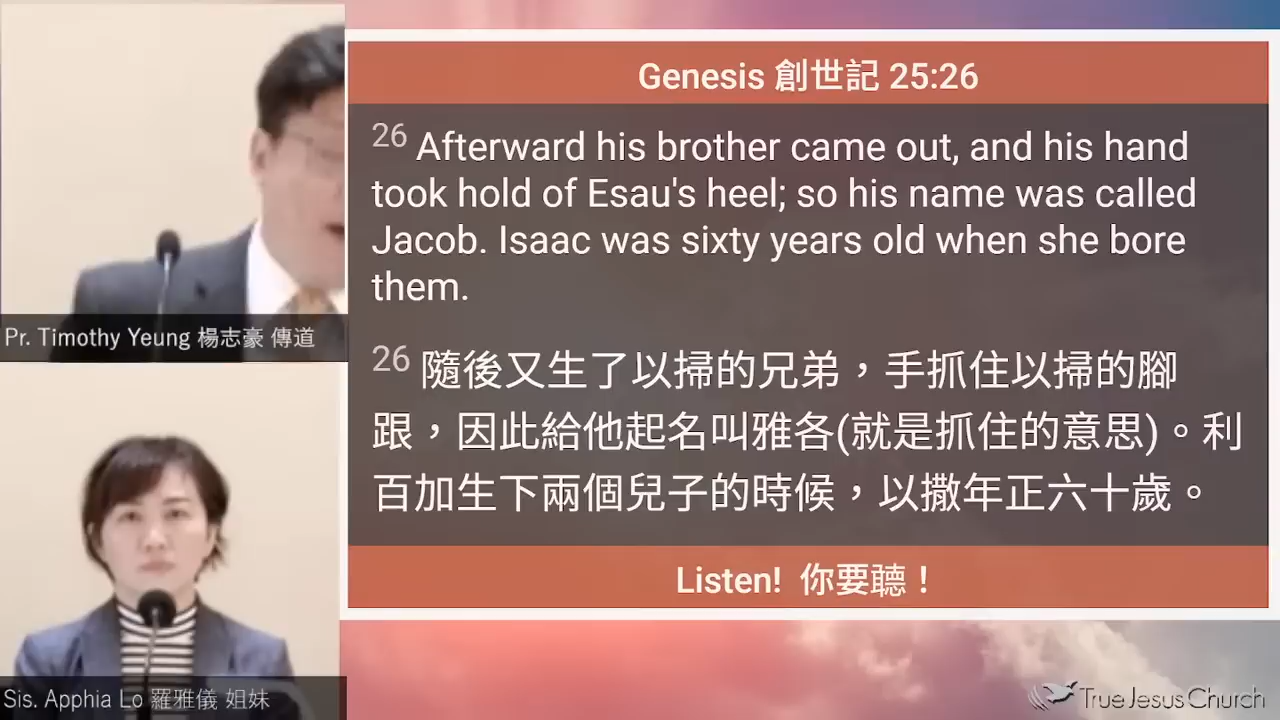 Genesis 創世記 25:26
26 Afterward his brother came out, and his hand
took hold of Esau's heel; so his name was called
Jacob. Isaac was sixty years old when she bore
them.
26 隨後又生了以掃的兄弟，手抓住以掃的腳
跟，因此給他起名叫雅各(就是抓住的意思)。利
百加生下兩個兒子的時候，以撒年正六十歲。
Listen! 你要聽！
Pr. Timothy Yeung 楊志豪 傳道
Sis. Apphia Lo 羅雅儀 姐妹
True Jesus Church